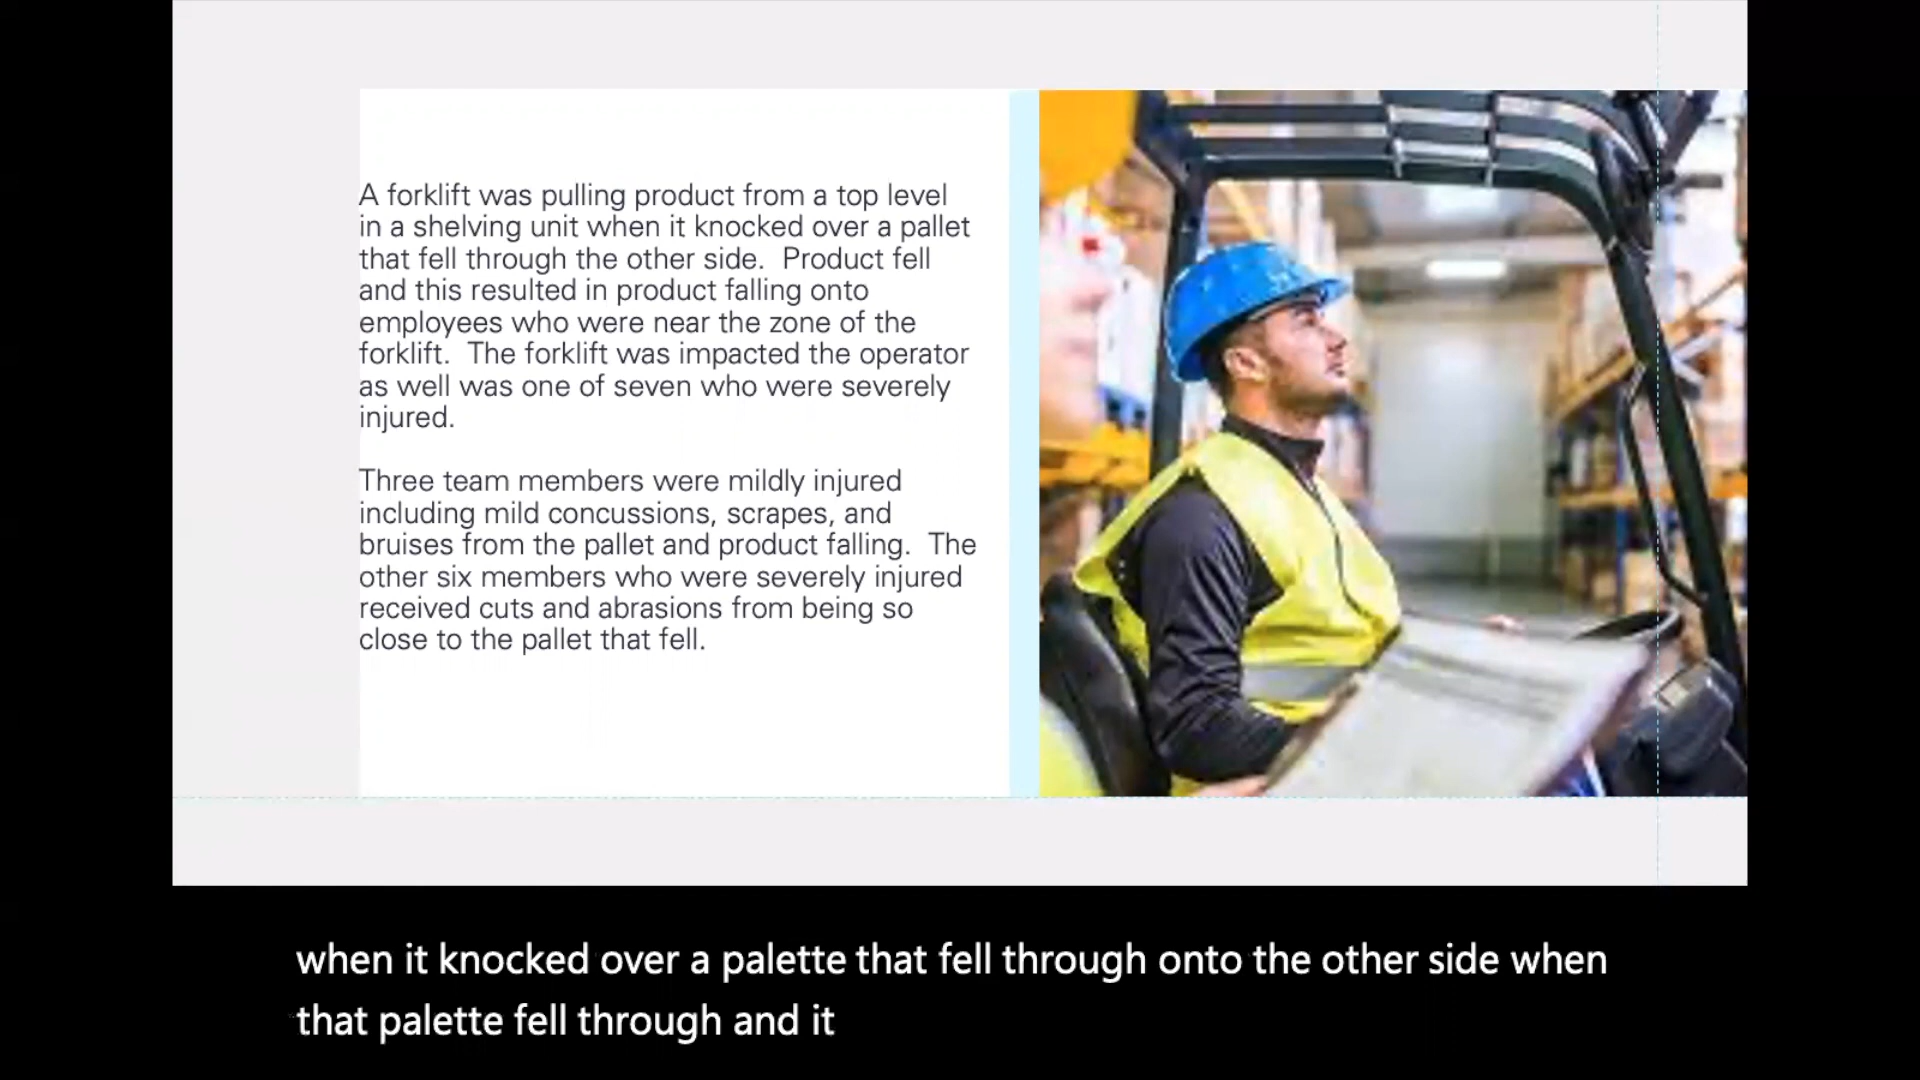 A forklift was pulling product from a top level
in a shelving unit when it knocked over a pallet
that fell through the other side.  Product fell
and this resulted in product falling onto
employees who were near the zone of the
forklift.  The forklift was impacted the operator
as well was one of seven who were severely
injured.
Three team members were mildly injured
including mild concussions, scrapes, and
bruises from the pallet and product falling.  The
other six members who were severely injured
received cuts and abrasions from being so
close to the pallet that fell.
when it knocked over a palette that fell through onto the other side when
that palette fell through and it